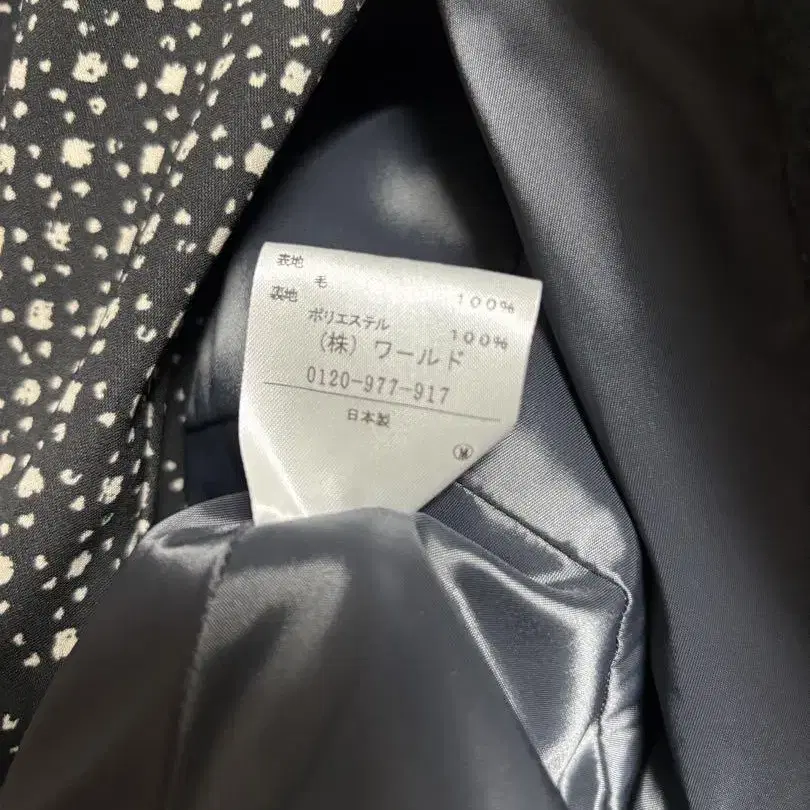 表地
毛 100%
裏地
ポリエステル 100%
(株) ワールド
0120-977-917
日本製
Ⓜ